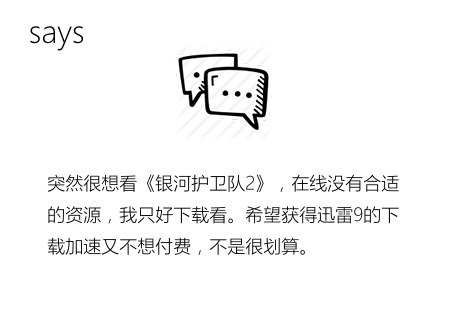 says
突然很想看《银河护卫队2》，在线没有合适
的资源，我只好下载看。希望获得迅雷9的下
载加速又不想付费，不是很划算。